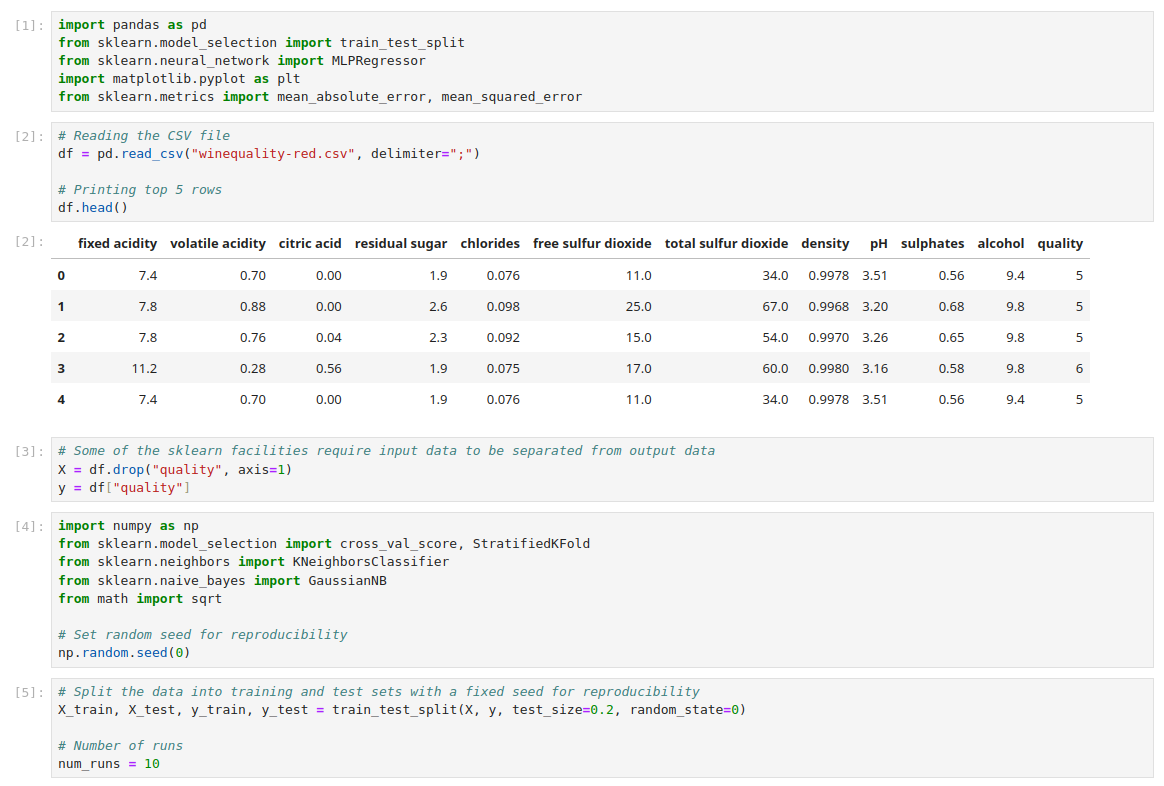 [1]: import pandas as pd
from sklearn.model_selection import train_test_split
from sklearn.neural_network import MLPRegressor
import matplotlib.pyplot as plt
from sklearn.metrics import mean_absolute_error, mean_squared_error
[2]: # Reading the CSV file
df = pd.read_csv("winequality-red.csv", delimiter=";")
# Printing top 5 rows
df.head()
[2]: fixed acidity volatile acidity citric acid residual sugar chlorides free sulfur dioxide total sulfur dioxide density pH sulphates alcohol quality
0 7.4 0.70 0.00 1.9 0.076 11.0 34.0 0.9978 3.51 0.56 9.4 5
1 7.8 0.88 0.00 2.6 0.098 25.0 67.0 0.9968 3.20 0.68 9.8 5
2 7.8 0.76 0.04 2.3 0.092 15.0 54.0 0.9970 3.26 0.65 9.8 5
3 11.2 0.28 0.56 1.9 0.075 17.0 60.0 0.9980 3.16 0.58 9.8 6
4 7.4 0.70 0.00 1.9 0.076 11.0 34.0 0.9978 3.51 0.56 9.4 5
[3]: # Some of the sklearn facilities require input data to be separated from output data
X = df.drop("quality", axis=1)
y = df["quality"]
[4]: import numpy as np
from sklearn.model_selection import cross_val_score, StratifiedKFold
from sklearn.neighbors import KNeighborsClassifier
from sklearn.naive_bayes import GaussianNB
from math import sqrt
# Set random seed for reproducibility
np.random.seed(0)
[5]: # Split the data into training and test sets with a fixed seed for reproducibility
X_train, X_test, y_train, y_test = train_test_split(X, y, test_size=0.2, random_state=0)
# Number of runs
num_runs = 10